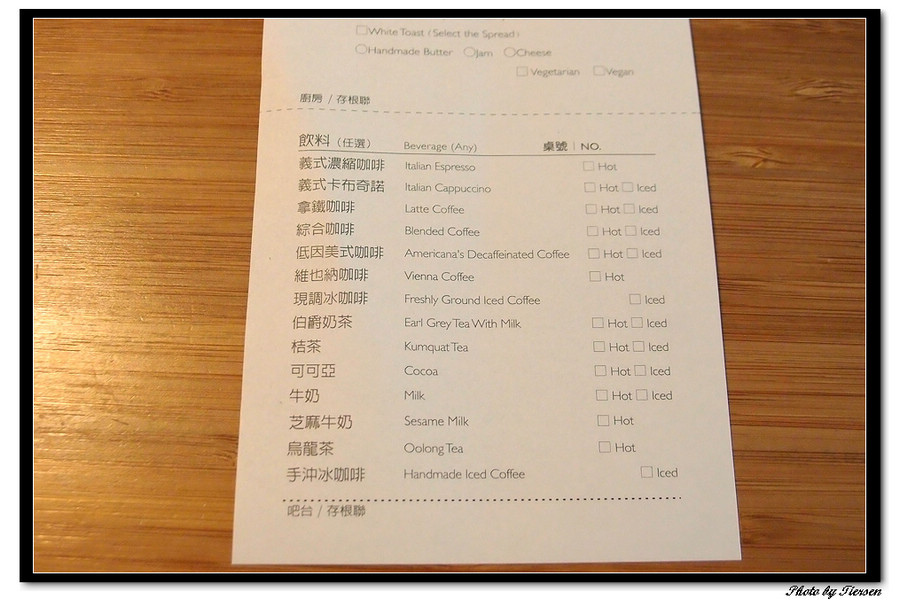 □White Toast (Select the Spread)
○Handmade Butter ○Jam ○Cheese
□Vegetarian □Vegan
廚房 / 存根聯
飲料 (任選) Beverage (Any) 桌號 | NO.
義式濃縮咖啡 Italian Espresso □ Hot
義式卡布奇諾 Italian Cappuccino □ Hot □ Iced
拿鐵咖啡 Latte Coffee □ Hot □ Iced
綜合咖啡 Blended Coffee □ Hot □ Iced
低因美式咖啡 Americana's Decaffeinated Coffee □ Hot □ Iced
維也納咖啡 Vienna Coffee □ Hot
現調冰咖啡 Freshly Ground Iced Coffee □ Iced
伯爵奶茶 Earl Grey Tea With Milk □ Hot □ Iced
桔茶 Kumquat Tea □ Hot □ Iced
可可亞 Cocoa □ Hot □ Iced
牛奶 Milk □ Hot □ Iced
芝麻牛奶 Sesame Milk □ Hot
烏龍茶 Oolong Tea □ Hot
手沖冰咖啡 Handmade Iced Coffee □ Iced
吧台 / 存根聯
Photo by Tiersen